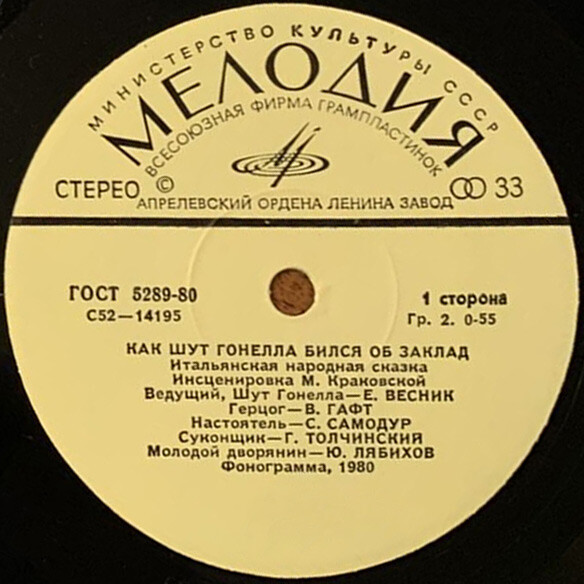 МИНИСТЕРСТВО КУЛЬТУРЫ СССР
МЕЛОДИЯ
ВСЕСОЮЗНАЯ ФИРМА ГРАМПЛАСТИНОК
СТЕРЕО © 33
АПРЕЛЕВСКИЙ ОРДЕНА ЛЕНИНА ЗАВОД
ГОСТ 5289-80 1 сторона
С52—14195 Гр. 2. 0-55
КАК ШУТ ГОНЕЛЛА БИЛСЯ ОБ ЗАКЛАД
Итальянская народная сказка
Инсценировка М. Краковской
Ведущий, Шут Гонелла—Е. ВЕСНИК
Герцог—В. ГАФТ
Настоятель—С. САМОДУР
Суконщик—Г. ТОЛЧИНСКИЙ
Молодой дворянин—Ю. ЛЯБИХОВ
Фонограмма, 1980